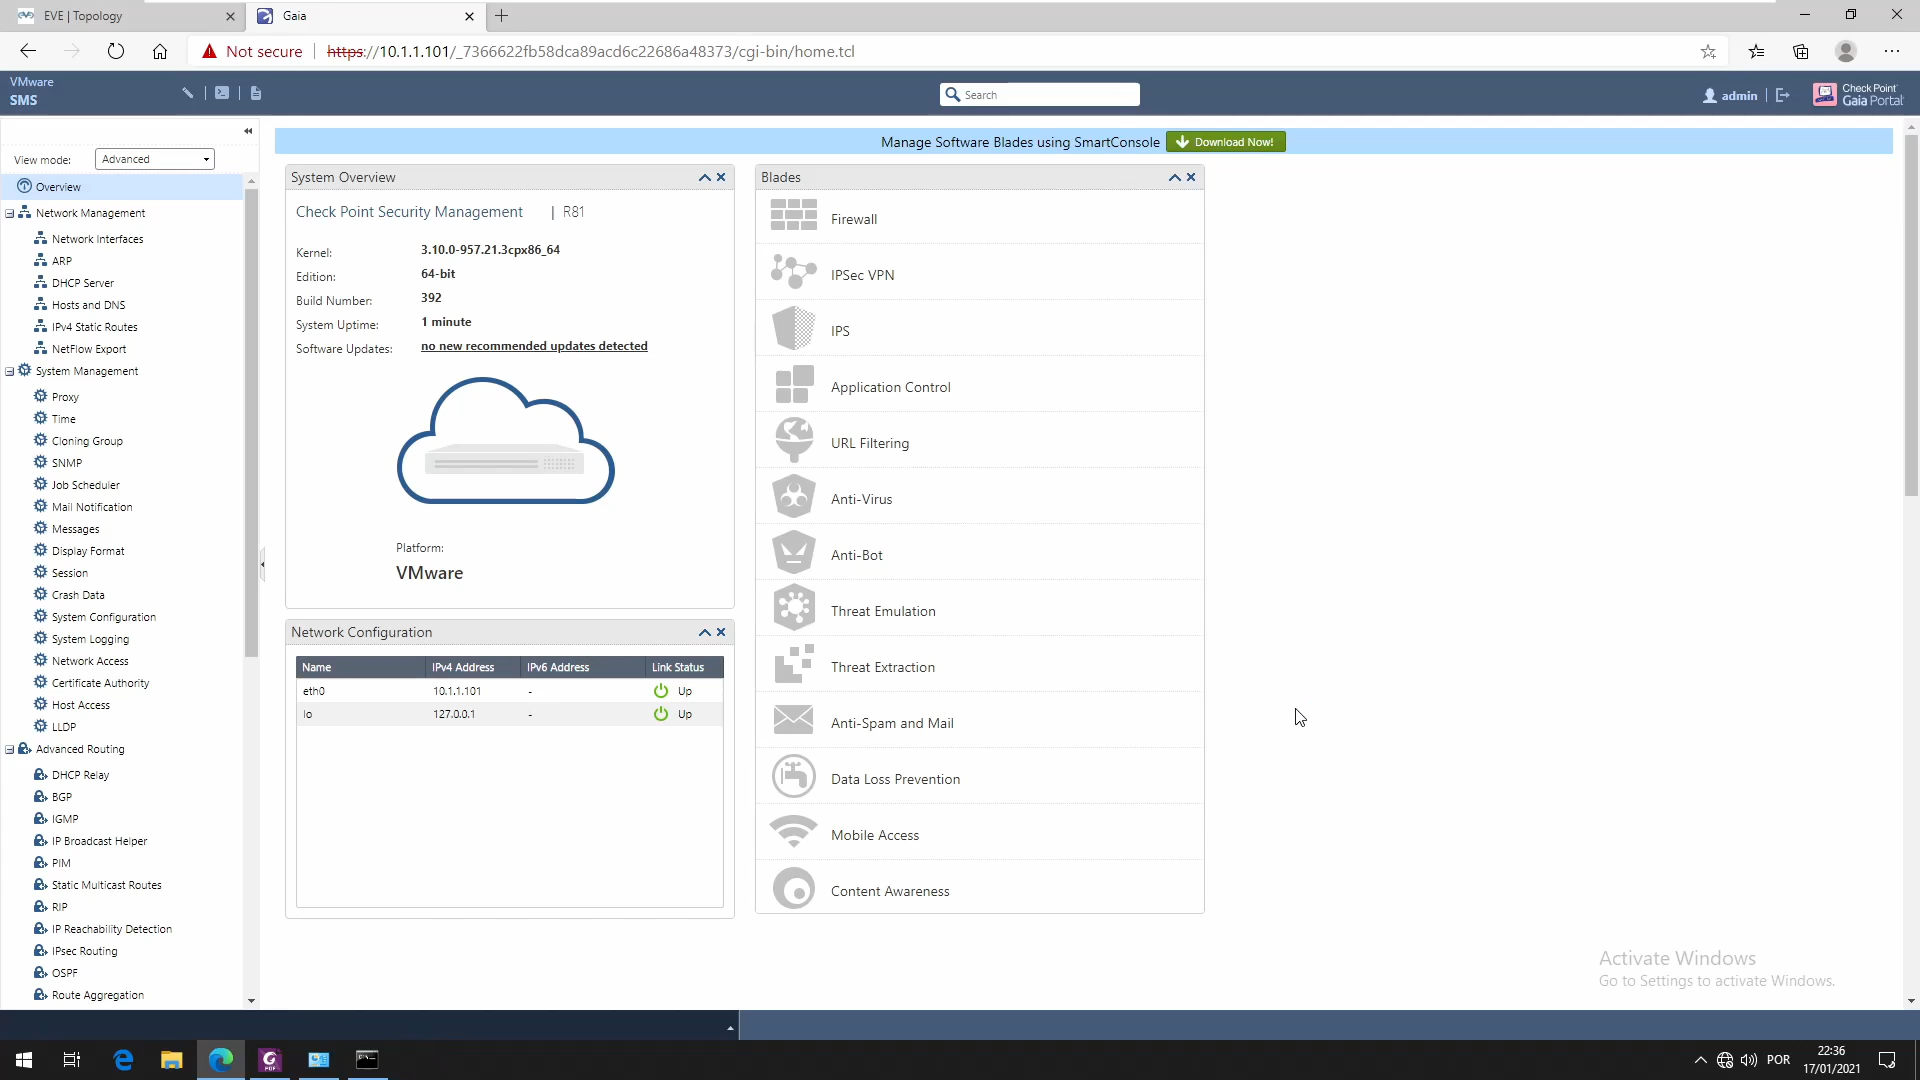 EVE | Topology
Gaia
Not secure https://10.1.1.101/_7366622fb58dca89acd6c22686a48373/cgi-bin/home.tcl
VMware
SMS
Search
admin
Check Point
Gaia Portal
View mode: Advanced
Overview
Network Management
Network Interfaces
ARP
DHCP Server
Hosts and DNS
IPv4 Static Routes
NetFlow Export
System Management
Proxy
Time
Cloning Group
SNMP
Job Scheduler
Mail Notification
Messages
Display Format
Session
Crash Data
System Configuration
System Logging
Network Access
Certificate Authority
Host Access
LLDP
Advanced Routing
DHCP Relay
BGP
IGMP
IP Broadcast Helper
PIM
Static Multicast Routes
RIP
IP Reachability Detection
IPsec Routing
OSPF
Route Aggregation
Manage Software Blades using SmartConsole Download Now!
System Overview
Check Point Security Management | R81
Kernel: 3.10.0-957.21.3cpx86_64
Edition: 64-bit
Build Number: 392
System Uptime: 1 minute
Software Updates: no new recommended updates detected
Platform:
VMware
Network Configuration
Name IPv4 Address IPv6 Address Link Status
eth0 10.1.1.101 - Up
lo 127.0.0.1 - Up
Blades
Firewall
IPSec VPN
IPS
Application Control
URL Filtering
Anti-Virus
Anti-Bot
Threat Emulation
Threat Extraction
Anti-Spam and Mail
Data Loss Prevention
Mobile Access
Content Awareness
Activate Windows
Go to Settings to activate Windows.
PDF
POR
22:36
17/01/2021